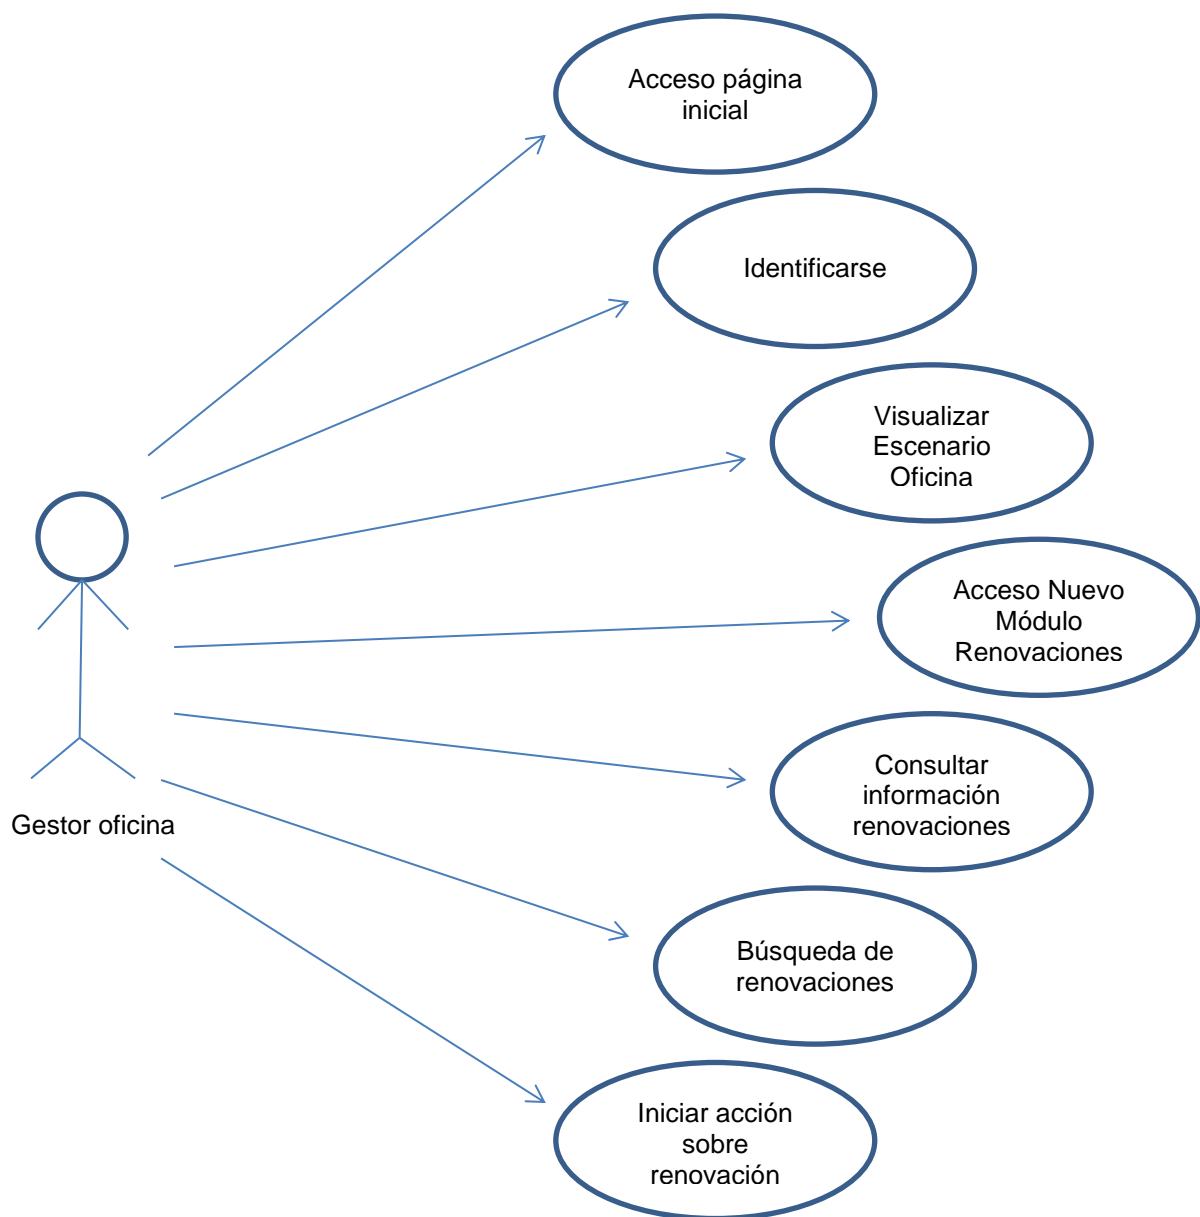 Acceso página
inicial
Identificarse
Visualizar
Escenario
Oficina
Acceso Nuevo
Módulo
Renovaciones
Consultar
información
renovaciones
Gestor oficina
Búsqueda de
renovaciones
Iniciar acción
sobre
renovación